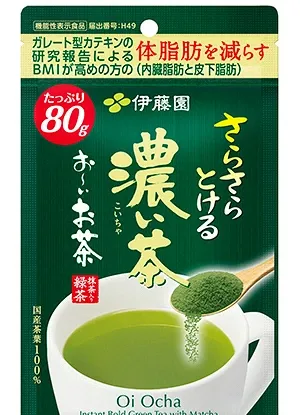 機能性表示食品 届出番号:H49
ガレート型カテキンの
研究報告による
BMIが高めの方の
体脂肪を減らす
(内臓脂肪と皮下脂肪)
たっぷり
80g
伊藤園
さらさら
とける
濃い茶
こいちゃ
お〜いお茶
抹茶入り
緑茶
国産茶葉100%
Oi Ocha
Instant Bold Green Tea with Matcha